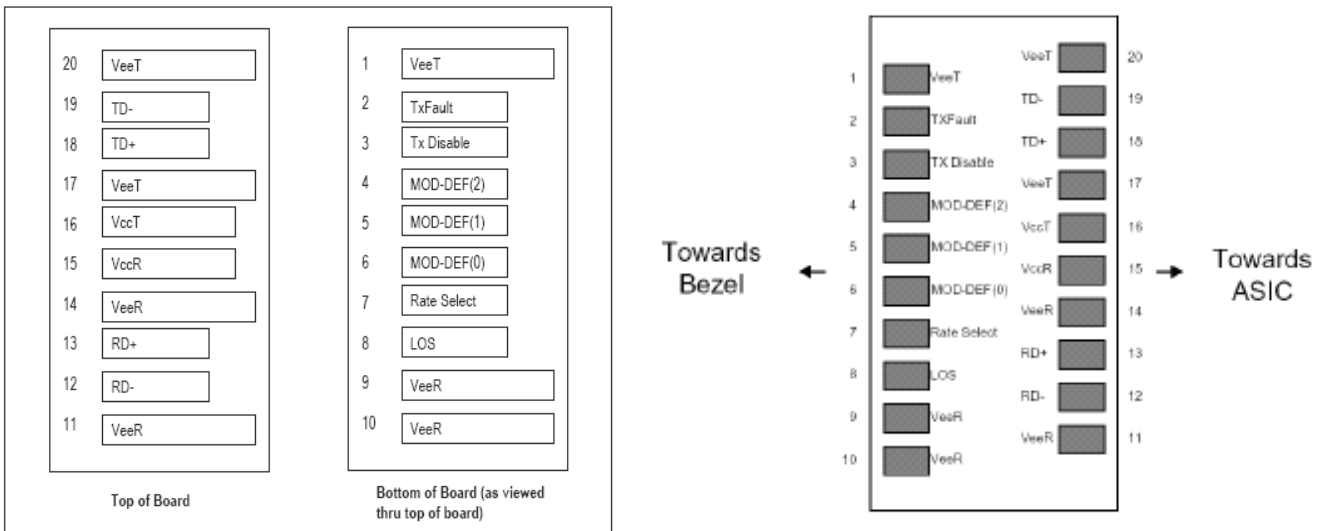 20 VeeT
19 TD-
18 TD+
17 VeeT
16 VccT
15 VccR
14 VeeR
13 RD+
12 RD-
11 VeeR
Top of Board
1 VeeT
2 TxFault
3 Tx Disable
4 MOD-DEF(2)
5 MOD-DEF(1)
6 MOD-DEF(0)
7 Rate Select
8 LOS
9 VeeR
10 VeeR
Bottom of Board (as viewed
thru top of board)
Towards
Bezel
1 VeeT
2 TXFault
3 TX Disable
4 MOD-DEF(2)
5 MOD-DEF(1)
6 MOD-DEF(0)
7 Rate Select
8 LOS
9 VeeR
10 VeeR
VeeT 20
TD- 19
TD+ 18
VeeT 17
VccT 16
VccR 15
VeeR 14
RD+ 13
RD- 12
VeeR 11
Towards
ASIC